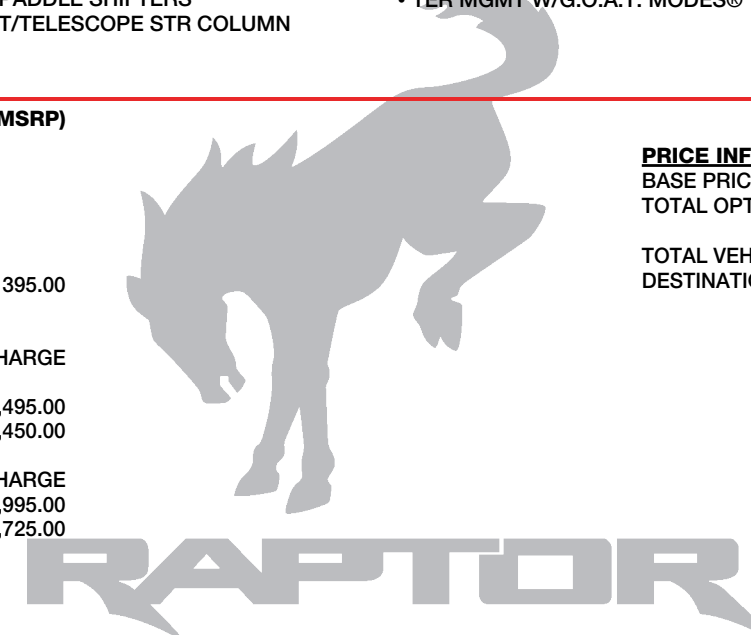 PADDLE SHIFTERS
T/TELESCOPE STR COLUMN
• TER MGMT W/G.O.A.T. MODES®
MSRP)
395.00
HARGE
,495.00
,450.00
HARGE
,995.00
,725.00
PRICE INF
BASE PRIC
TOTAL OPT
TOTAL VEH
DESTINATI
RAPTOR